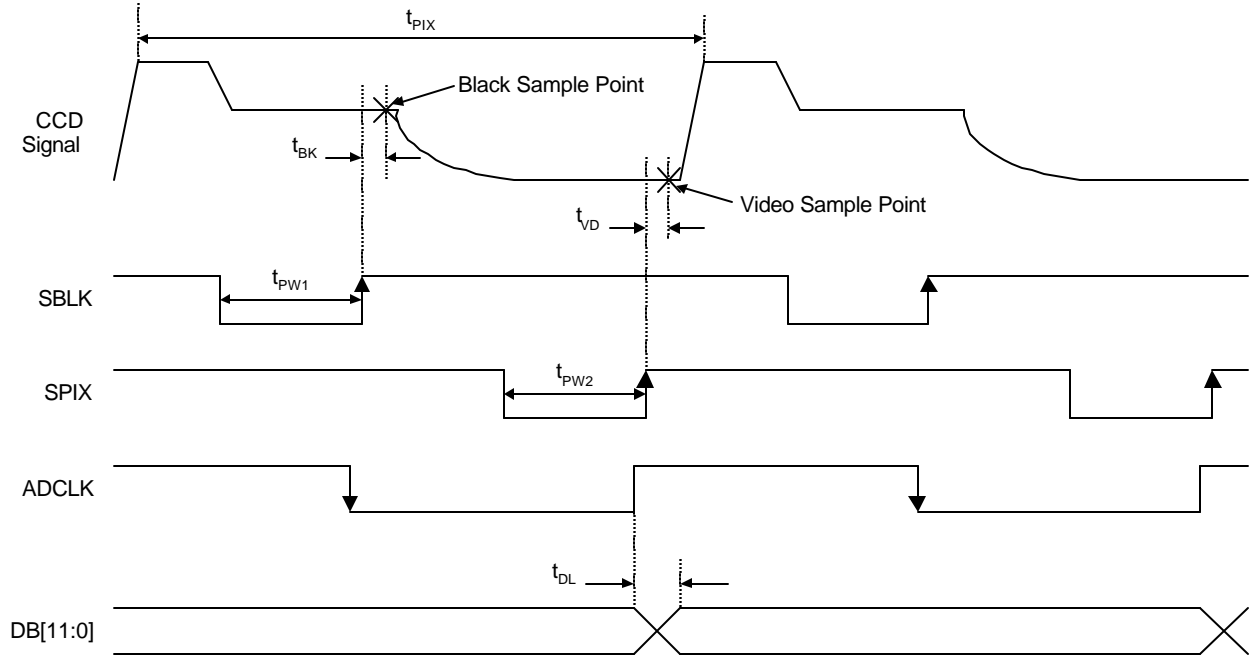 tPIX
Black Sample Point
CCD
Signal
tBK
Video Sample Point
tVD
tPW1
SBLK
tPW2
SPIX
ADCLK
tDL
DB[11:0]